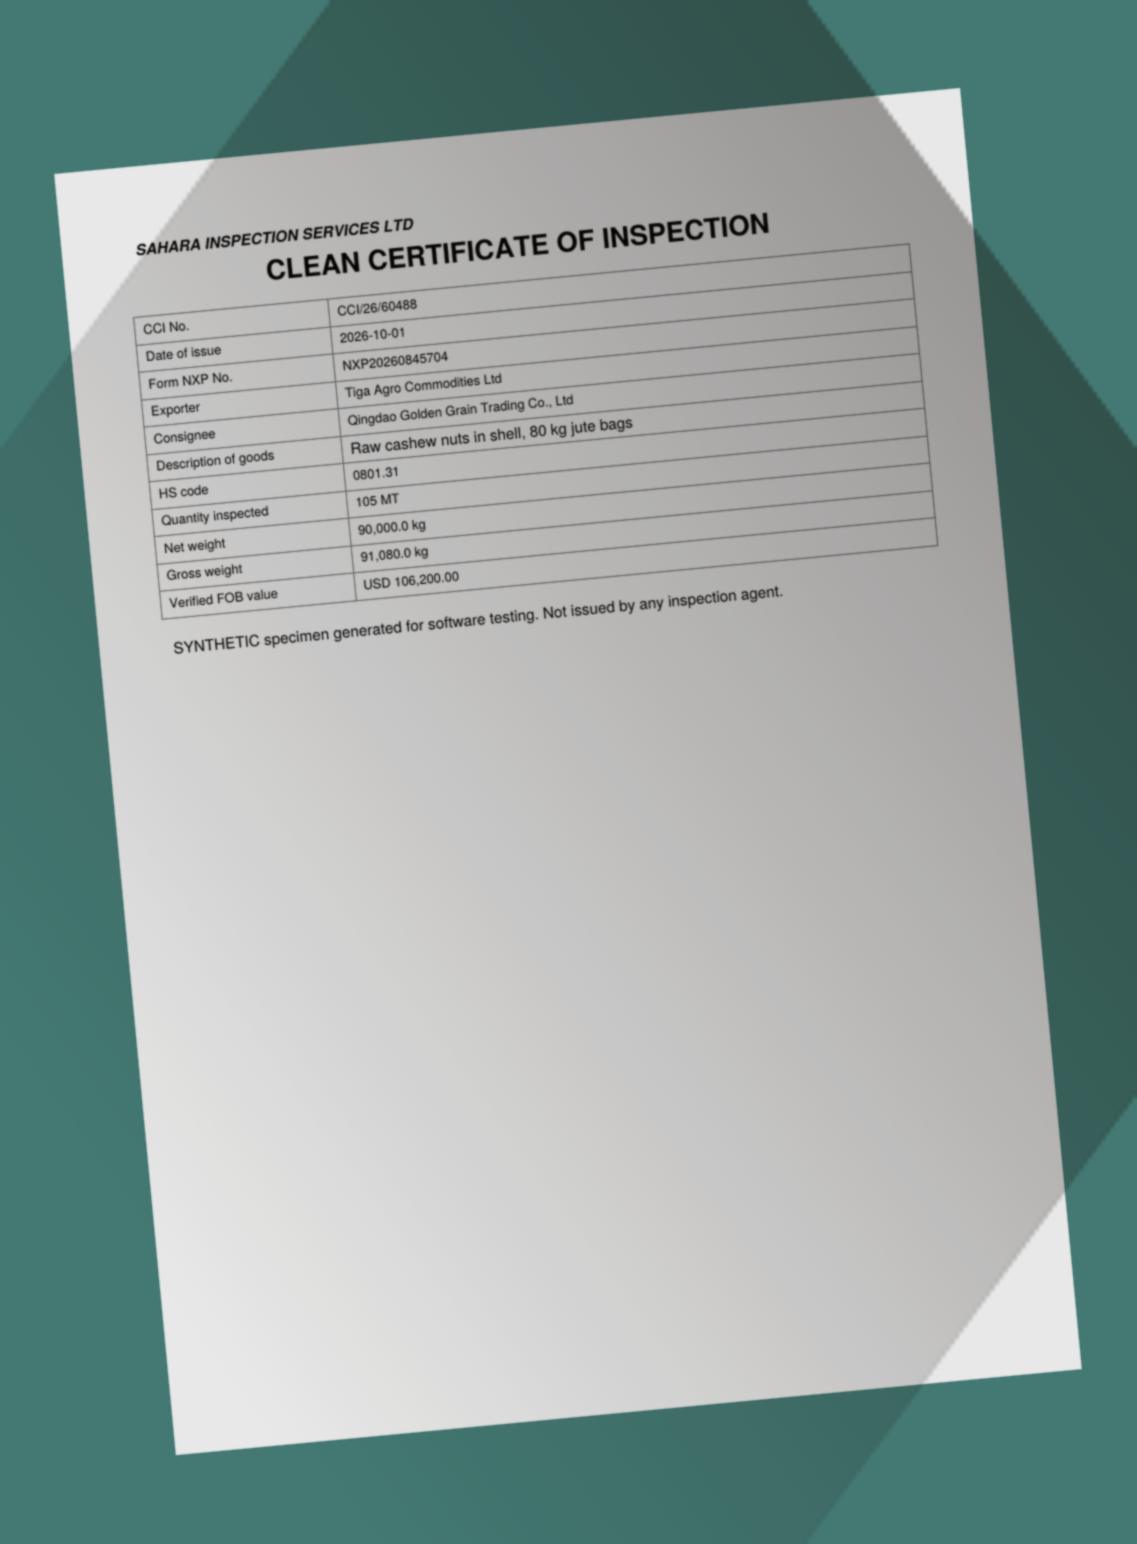 SAHARA INSPECTION SERVICES LTD
CLEAN CERTIFICATE OF INSPECTION
CCI No. CCI/26/60488
Date of issue 2026-10-01
Form NXP No. NXP20260845704
Exporter Tiga Agro Commodities Ltd
Consignee Qingdao Golden Grain Trading Co., Ltd
Description of goods Raw cashew nuts in shell, 80 kg jute bags
HS code 0801.31
Quantity inspected 105 MT
Net weight 90,000.0 kg
Gross weight 91,080.0 kg
Verified FOB value USD 106,200.00
SYNTHETIC specimen generated for software testing. Not issued by any inspection agent.